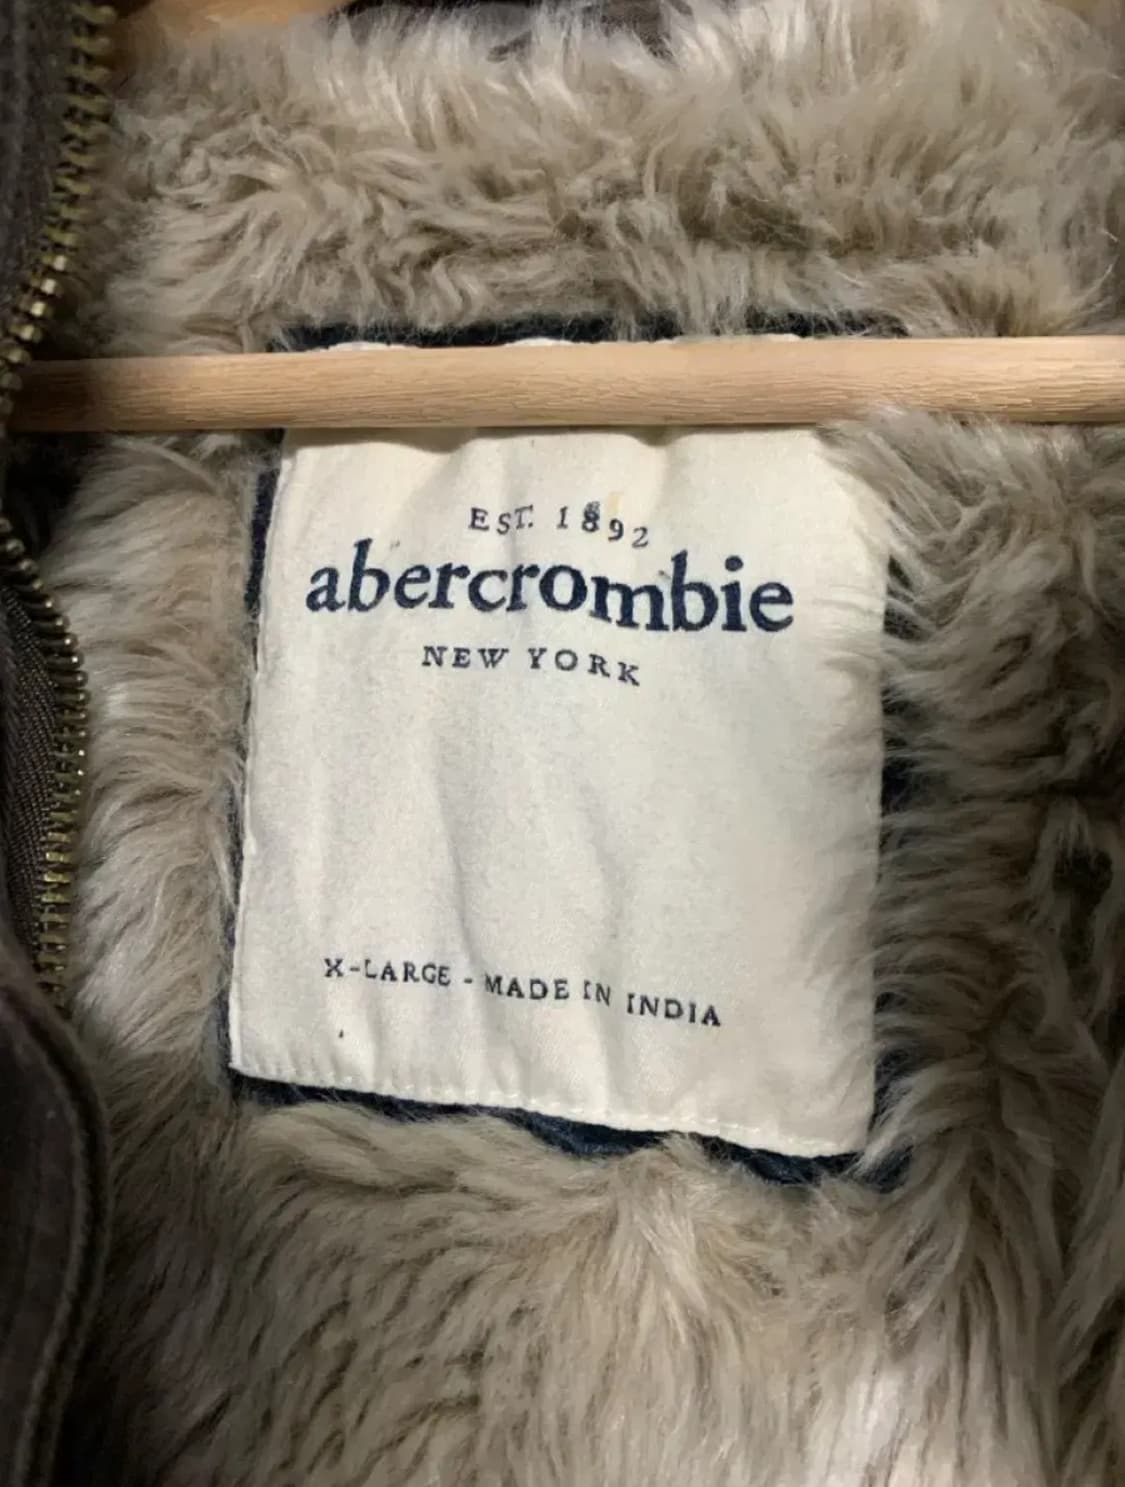 EST. 1892
abercrombie
NEW YORK
X-LARGE - MADE IN INDIA